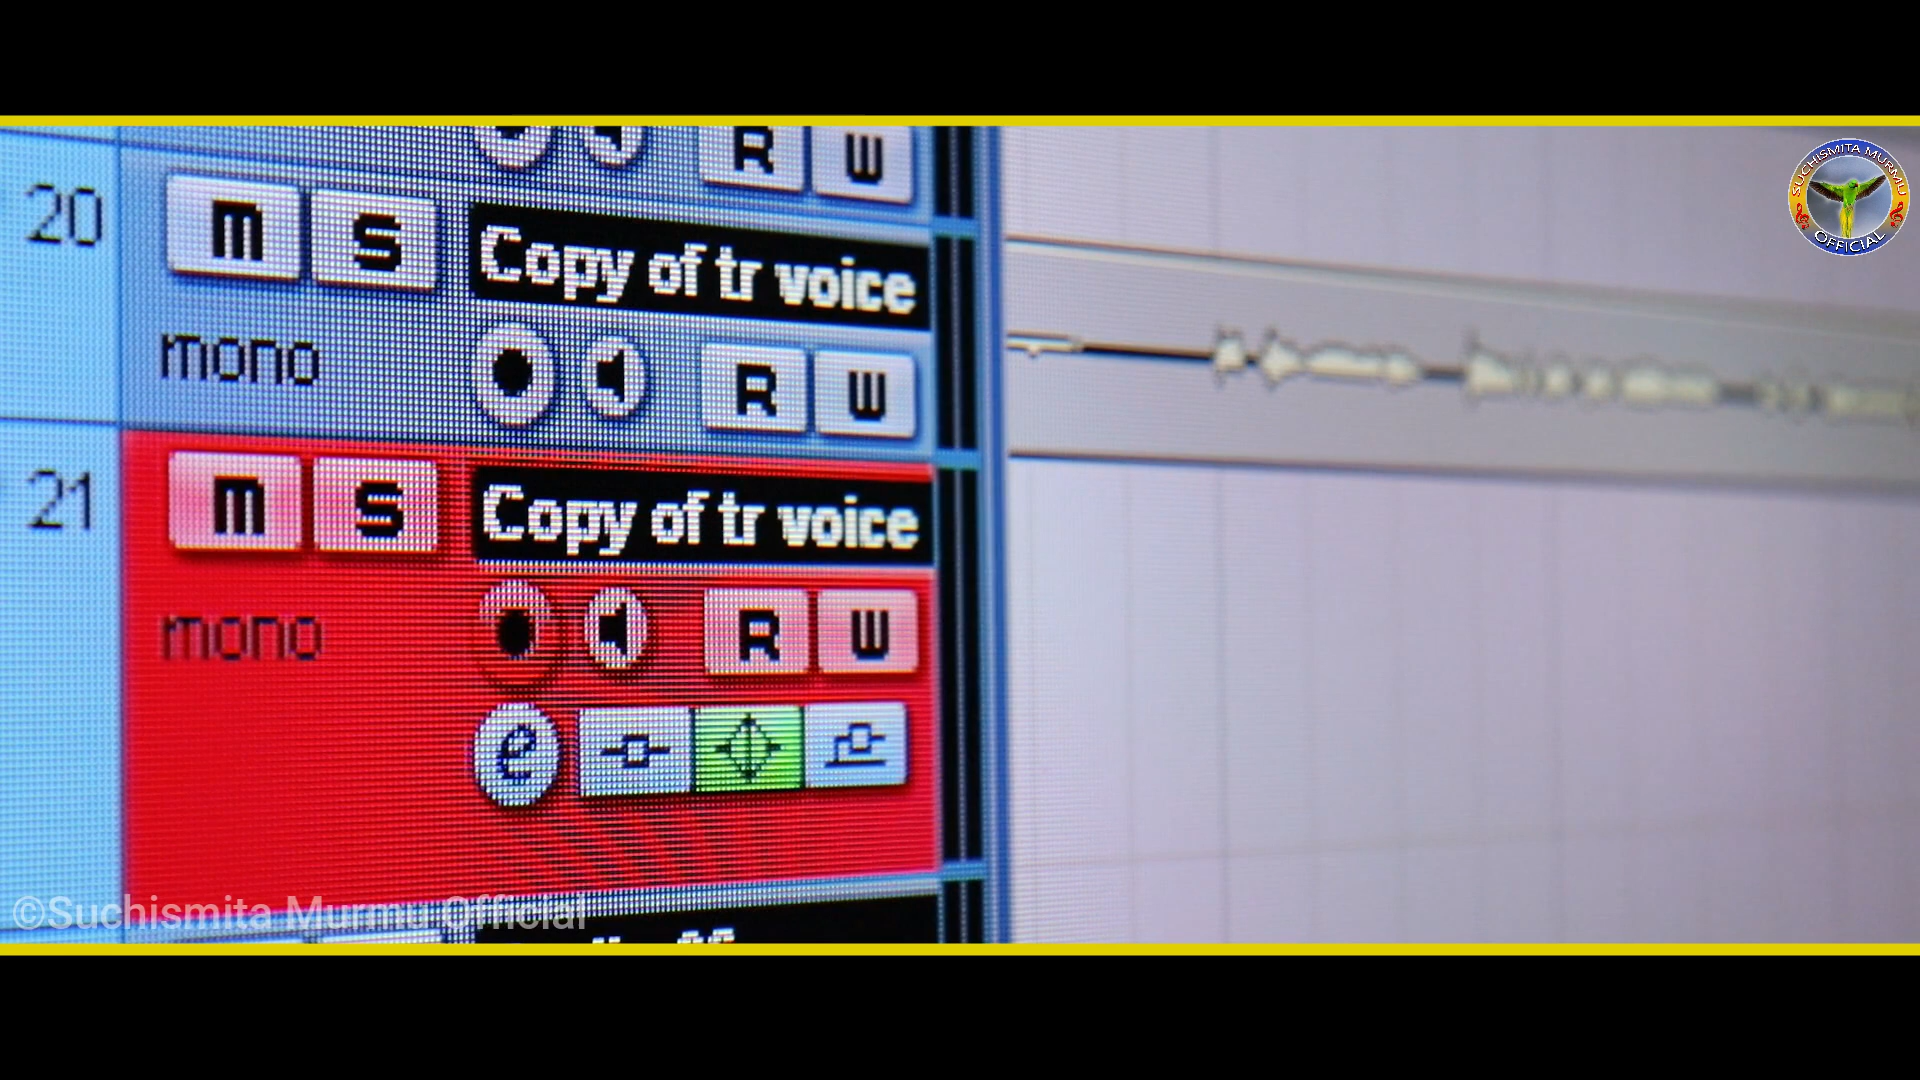 R W
SUCHISMITA MURMU
OFFICIAL
20 m S Copy of tr voice
mono R W
21 m S Copy of tr voice
mono R W
e
©Suchismita Murmu Official